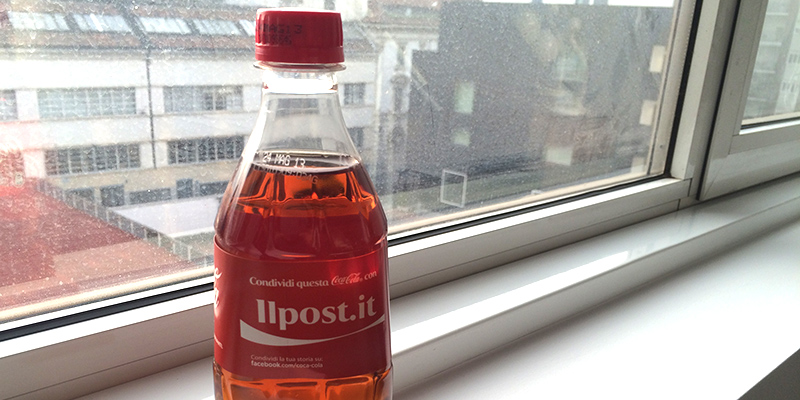 24 MAG 13
Condividi questa Coca-Cola con
Ilpost.it
Condividi la tua storia su:
facebook.com/coca-cola